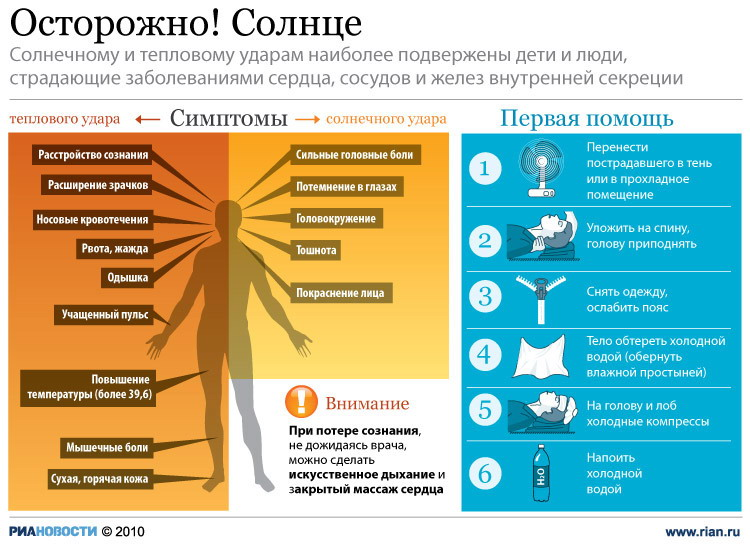 Осторожно! Солнце
Солнечному и тепловому ударам наиболее подвержены дети и люди,
страдающие заболеваниями сердца, сосудов и желез внутренней секреции
теплового удара
Симптомы
солнечного удара
Расстройство сознания
Расширение зрачков
Носовые кровотечения
Рвота, жажда
Одышка
Учащенный пульс
Повышение
температуры (более 39,6)
Мышечные боли
Сухая, горячая кожа
Сильные головные боли
Потемнение в глазах
Головокружение
Тошнота
Покраснение лица
! Внимание
При потере сознания,
не дожидаясь врача,
можно сделать
искусственное дыхание и
закрытый массаж сердца
Первая помощь
1
Перенести
пострадавшего в тень
или в прохладное
помещение
2
Уложить на спину,
голову приподнять
3
Снять одежду,
ослабить пояс
4
Тело обтереть холодной
водой (обернуть
влажной простыней)
5
На голову и лоб
холодные компрессы
6
H2O
Напоить
холодной
водой
РИАНОВОСТИ © 2010
www.rian.ru